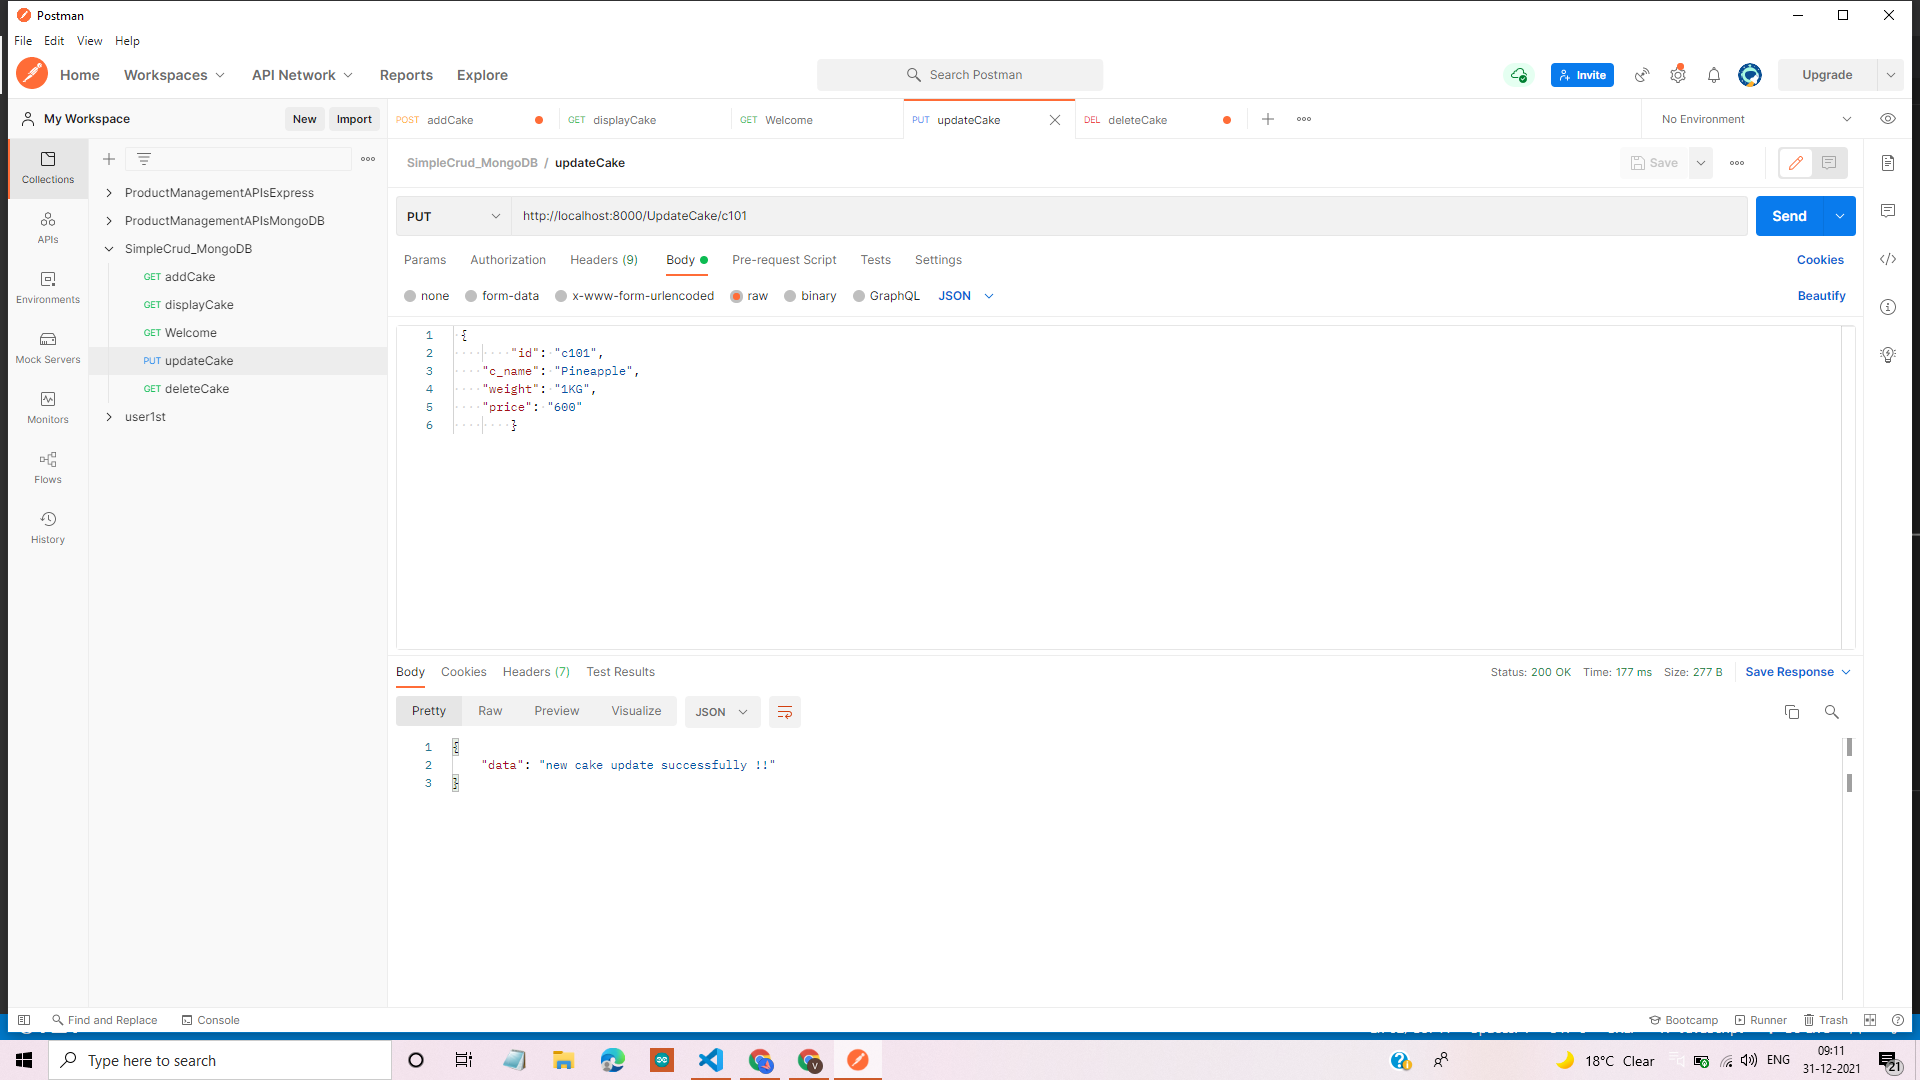 Postman
File Edit View Help
Home Workspaces API Network Reports Explore
Search Postman
Invite
Upgrade
My Workspace
New
Import
POST addCake
GET displayCake
GET Welcome
PUT updateCake
DEL deleteCake
No Environment
Collections
APIs
Environments
Mock Servers
Monitors
Flows
History
ProductManagementAPIsExpress
ProductManagementAPIsMongoDB
SimpleCrud_MongoDB
GET addCake
GET displayCake
GET Welcome
PUT updateCake
GET deleteCake
user1st
SimpleCrud_MongoDB / updateCake
Save
PUT http://localhost:8000/UpdateCake/c101
Send
Params Authorization Headers (9) Body Pre-request Script Tests Settings
Cookies
none form-data x-www-form-urlencoded raw binary GraphQL JSON
Beautify
1 {
2 "id": "c101",
3 "c_name": "Pineapple",
4 "weight": "1KG",
5 "price": "600"
6 }
Body Cookies Headers (7) Test Results
Status: 200 OK Time: 177 ms Size: 277 B
Save Response
Pretty Raw Preview Visualize JSON
1 {
2 "data": "new cake update successfully !!"
3 }
Find and Replace
Console
Bootcamp
Runner
Trash
Type here to search
18°C Clear
ENG
09:11
31-12-2021
21